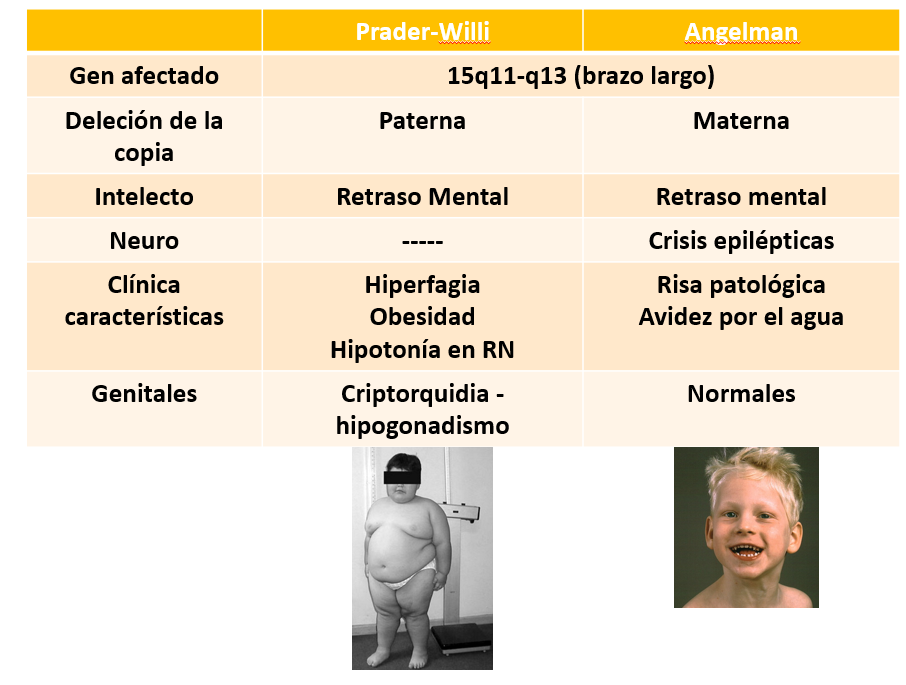 Prader-Willi Angelman
Gen afectado 15q11-q13 (brazo largo)
Deleción de la Paterna Materna
copia
Intelecto Retraso Mental Retraso mental
Neuro ----- Crisis epilépticas
Clínica Hiperfagia Risa patológica
características Obesidad Avidez por el agua
Hipotonía en RN
Genitales Criptorquidia - Normales
hipogonadismo